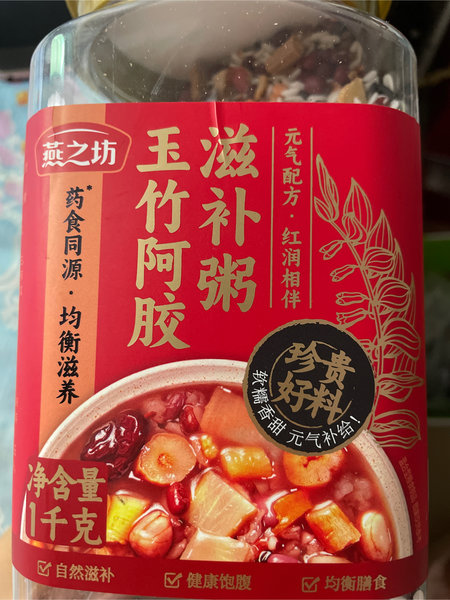 燕之坊
药食同源·均衡滋养
滋补粥
玉竹阿胶
元气配方·红润相伴
珍贵
好料
软糯香甜 元气补给!
净含量
1千克
自然滋补
健康饱腹
均衡膳食